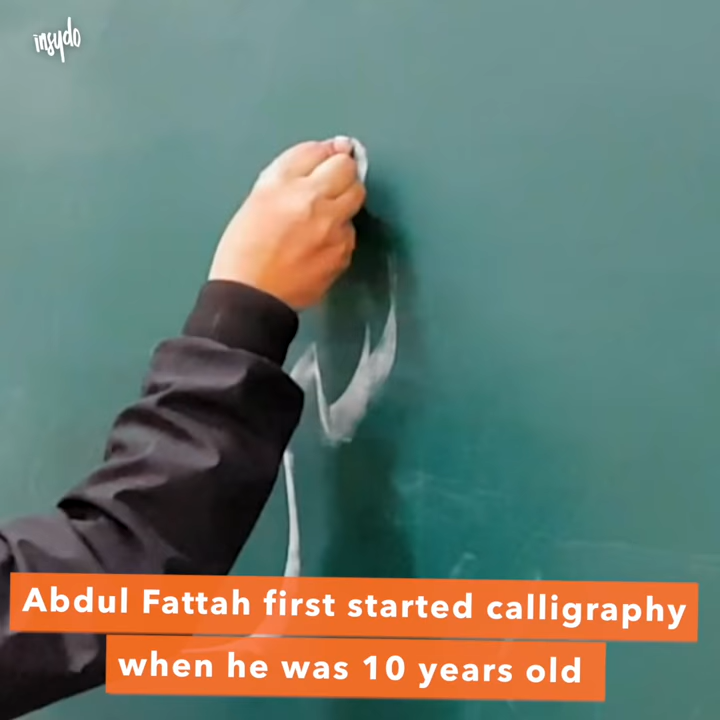 insydo
Abdul Fattah first started calligraphy
when he was 10 years old